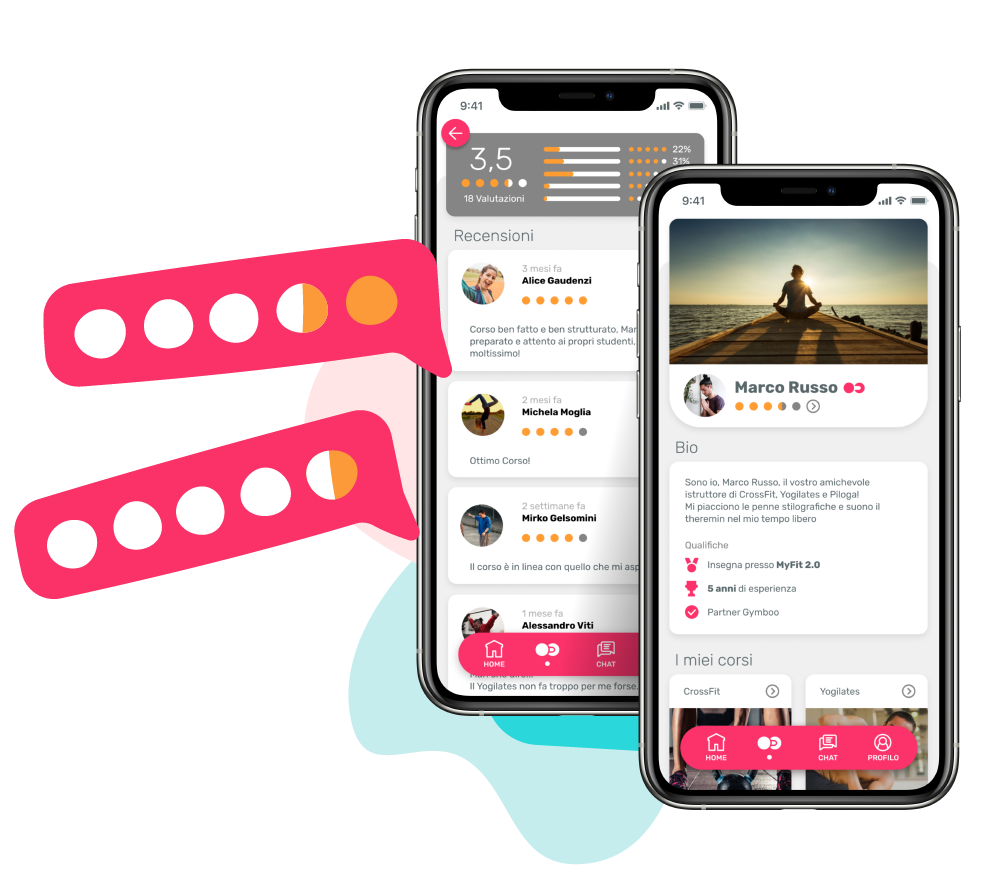 9:41
3,5
18 Valutazioni
22%
31%
Recensioni
3 mesi fa
Alice Gaudenzi
Corso ben fatto e ben strutturato, Mar
preparato e attento ai propri studenti,
moltissimo!
2 mesi fa
Michela Moglia
Ottimo Corso!
2 settimane fa
Mirko Gelsomini
Il corso è in linea con quello che mi asp
1 mese fa
Alessandro Viti
Il Yogilates non fa troppo per me forse.
HOME
CHAT
9:41
Marco Russo
Bio
Sono io, Marco Russo, il vostro amichevole
istruttore di CrossFit, Yogilates e Piloga!
Mi piacciono le penne stilografiche e suono il
theremin nel mio tempo libero
Qualifiche
Insegna presso MyFit 2.0
5 anni di esperienza
Partner Gymboo
I miei corsi
CrossFit
Yogilates
HOME
CHAT
PROFILO